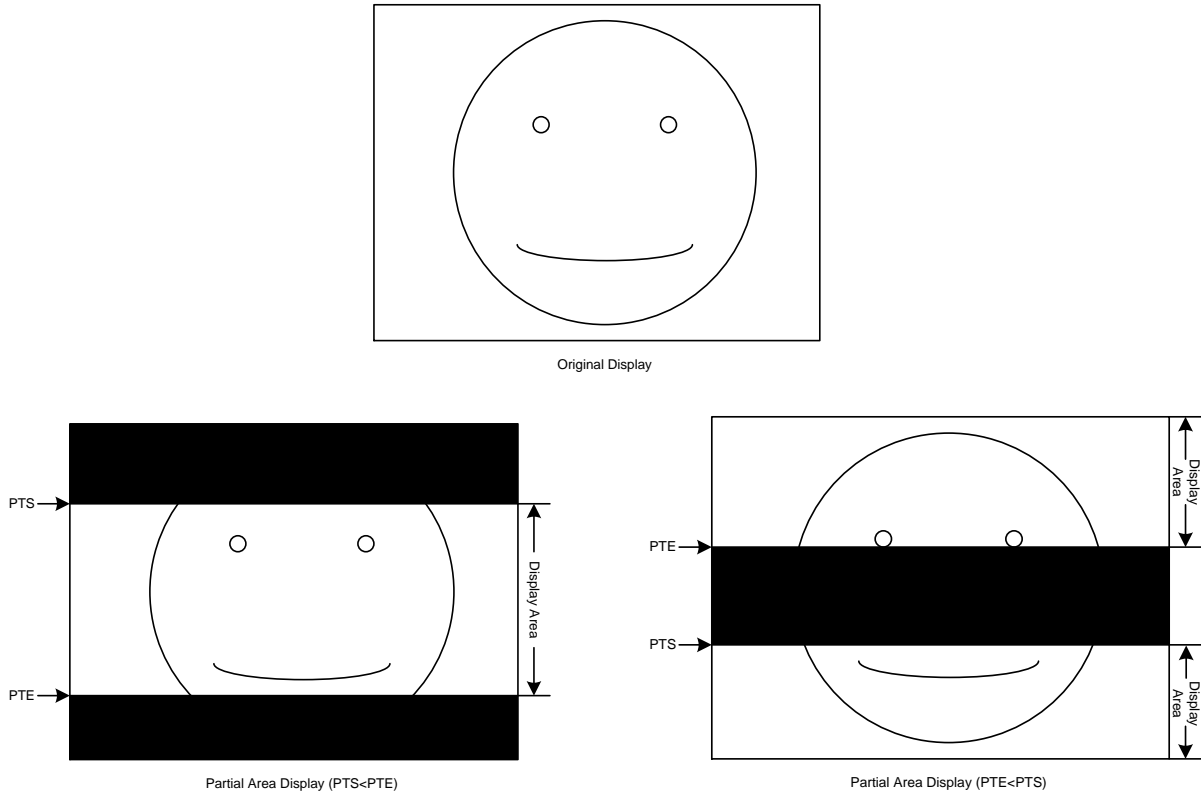 Original Display
PTS
PTE
Display Area
Partial Area Display (PTS<PTE)
Display
Area
PTE
PTS
Display
Area
Partial Area Display (PTE<PTS)